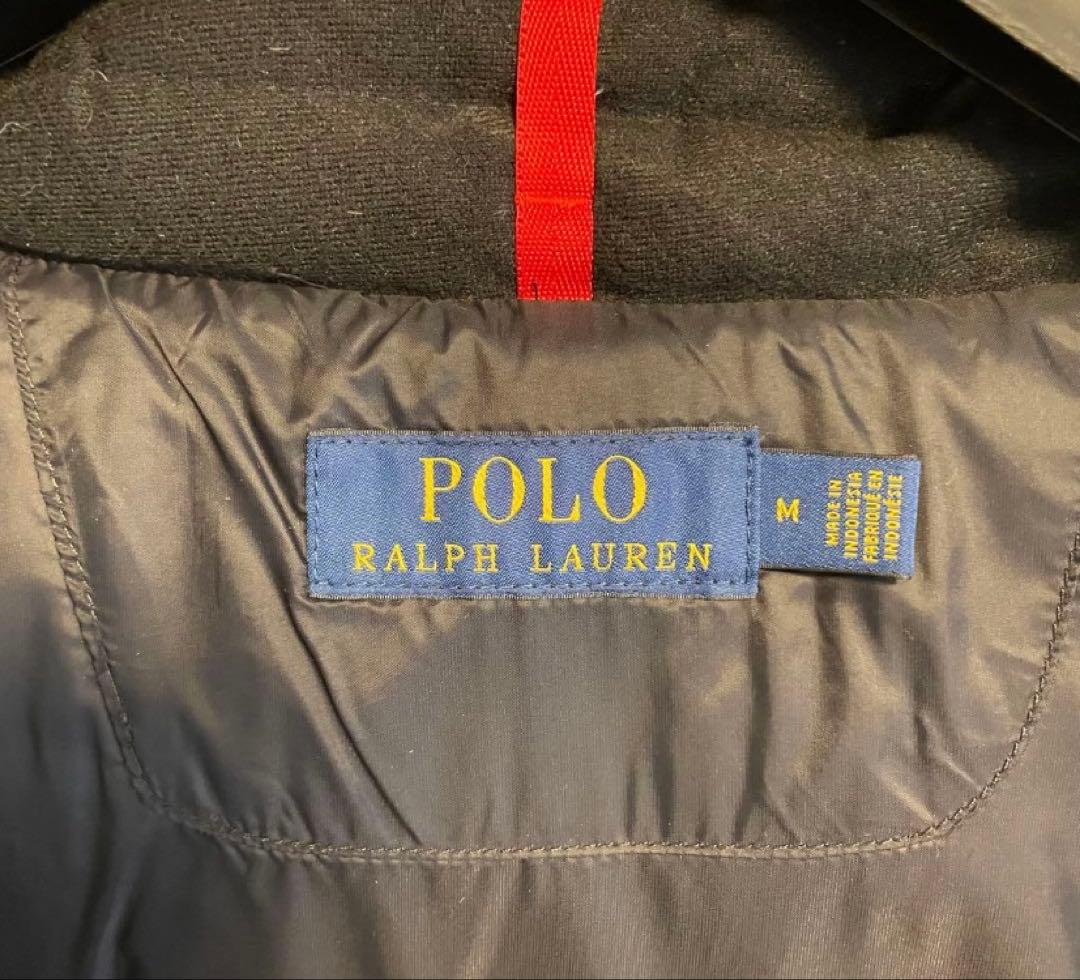 POLO
RALPH LAUREN
M
MADE IN
INDONESIA
FABRIQUÉ EN
INDONÉSIE